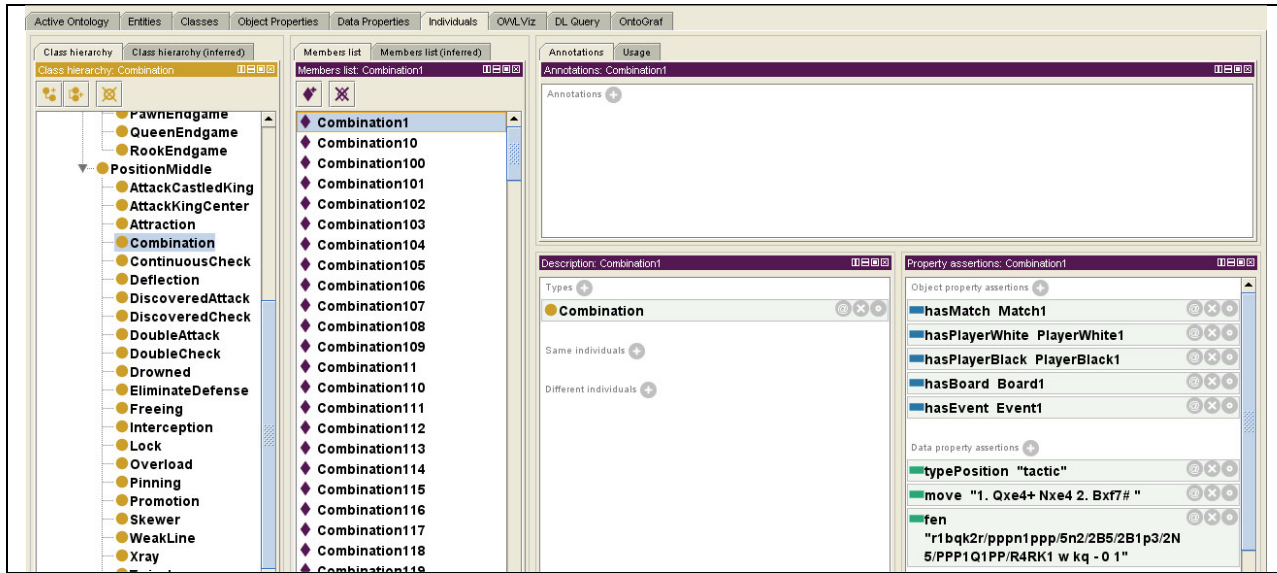 Active Ontology Entities Classes Object Properties Data Properties Individuals OWLViz DL Query OntoGraf
Class hierarchy Class hierarchy (inferred)
Class hierarchy: Combination
PawnEndgame
QueenEndgame
RookEndgame
PositionMiddle
AttackCastledKing
AttackKingCenter
Attraction
Combination
ContinuousCheck
Deflection
DiscoveredAttack
DiscoveredCheck
DoubleAttack
DoubleCheck
Drowned
EliminateDefense
Freeing
Interception
Lock
Overload
Pinning
Promotion
Skewer
WeakLine
Xray
Members list Members list (inferred)
Members list: Combination1
Combination1
Combination10
Combination100
Combination101
Combination102
Combination103
Combination104
Combination105
Combination106
Combination107
Combination108
Combination109
Combination11
Combination110
Combination111
Combination112
Combination113
Combination114
Combination115
Combination116
Combination117
Combination118
Combination119
Annotations Usage
Annotations: Combination1
Annotations
Description: Combination1
Types
Combination
Same individuals
Different individuals
Property assertions: Combination1
Object property assertions
hasMatch Match1
hasPlayerWhite PlayerWhite1
hasPlayerBlack PlayerBlack1
hasBoard Board1
hasEvent Event1
Data property assertions
typePosition "tactic"
move "1. Qxe4+ Nxe4 2. Bxf7# "
fen
"r1bqk2r/pppn1ppp/5n2/2B5/2B1p3/2N
5/PPP1Q1PP/R4RK1 w kq - 0 1"